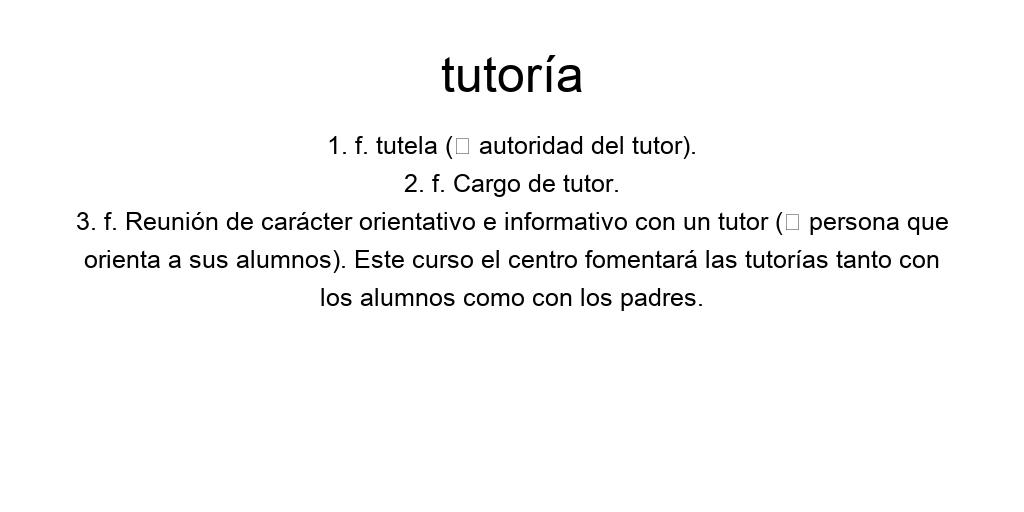 tutoría
1. f. tutela (□ autoridad del tutor).
2. f. Cargo de tutor.
3. f. Reunión de carácter orientativo e informativo con un tutor (□ persona que
orienta a sus alumnos). Este curso el centro fomentará las tutorías tanto con
los alumnos como con los padres.